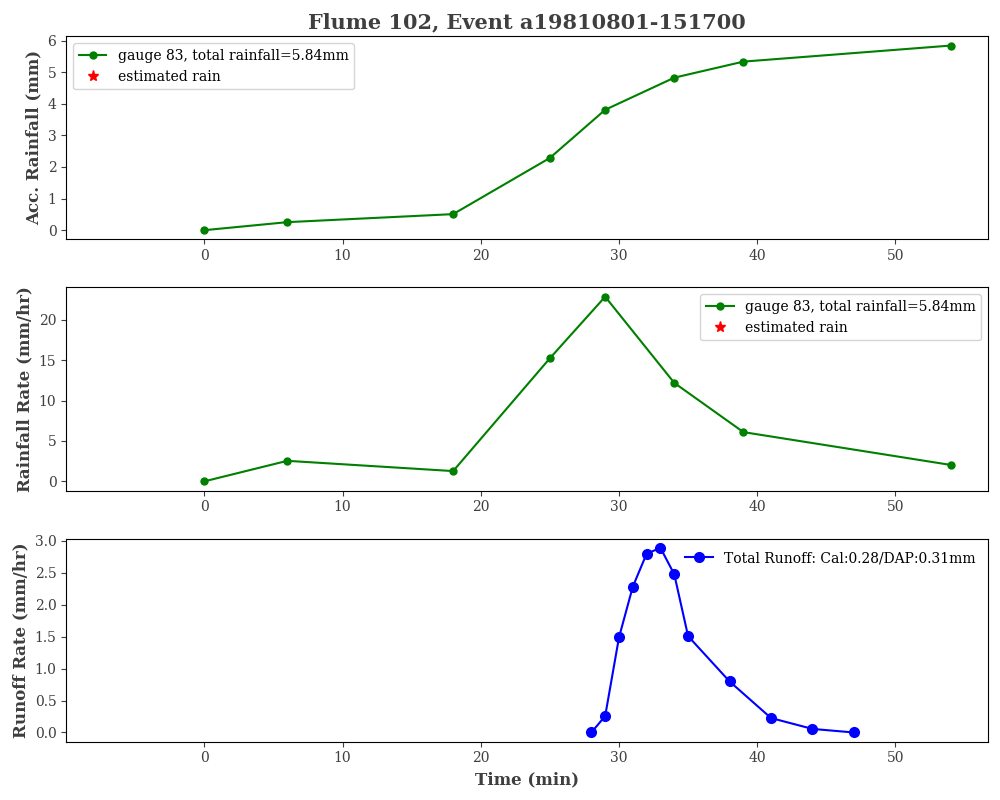 Flume 102, Event a19810801-151700
Acc. Rainfall (mm)
6
5
4
3
2
1
0
gauge 83, total rainfall=5.84mm
estimated rain
0 10 20 30 40 50
Rainfall Rate (mm/hr)
20
15
10
5
0
gauge 83, total rainfall=5.84mm
estimated rain
0 10 20 30 40 50
Runoff Rate (mm/hr)
3.0
2.5
2.0
1.5
1.0
0.5
0.0
Total Runoff: Cal:0.28/DAP:0.31mm
0 10 20 30 40 50
Time (min)